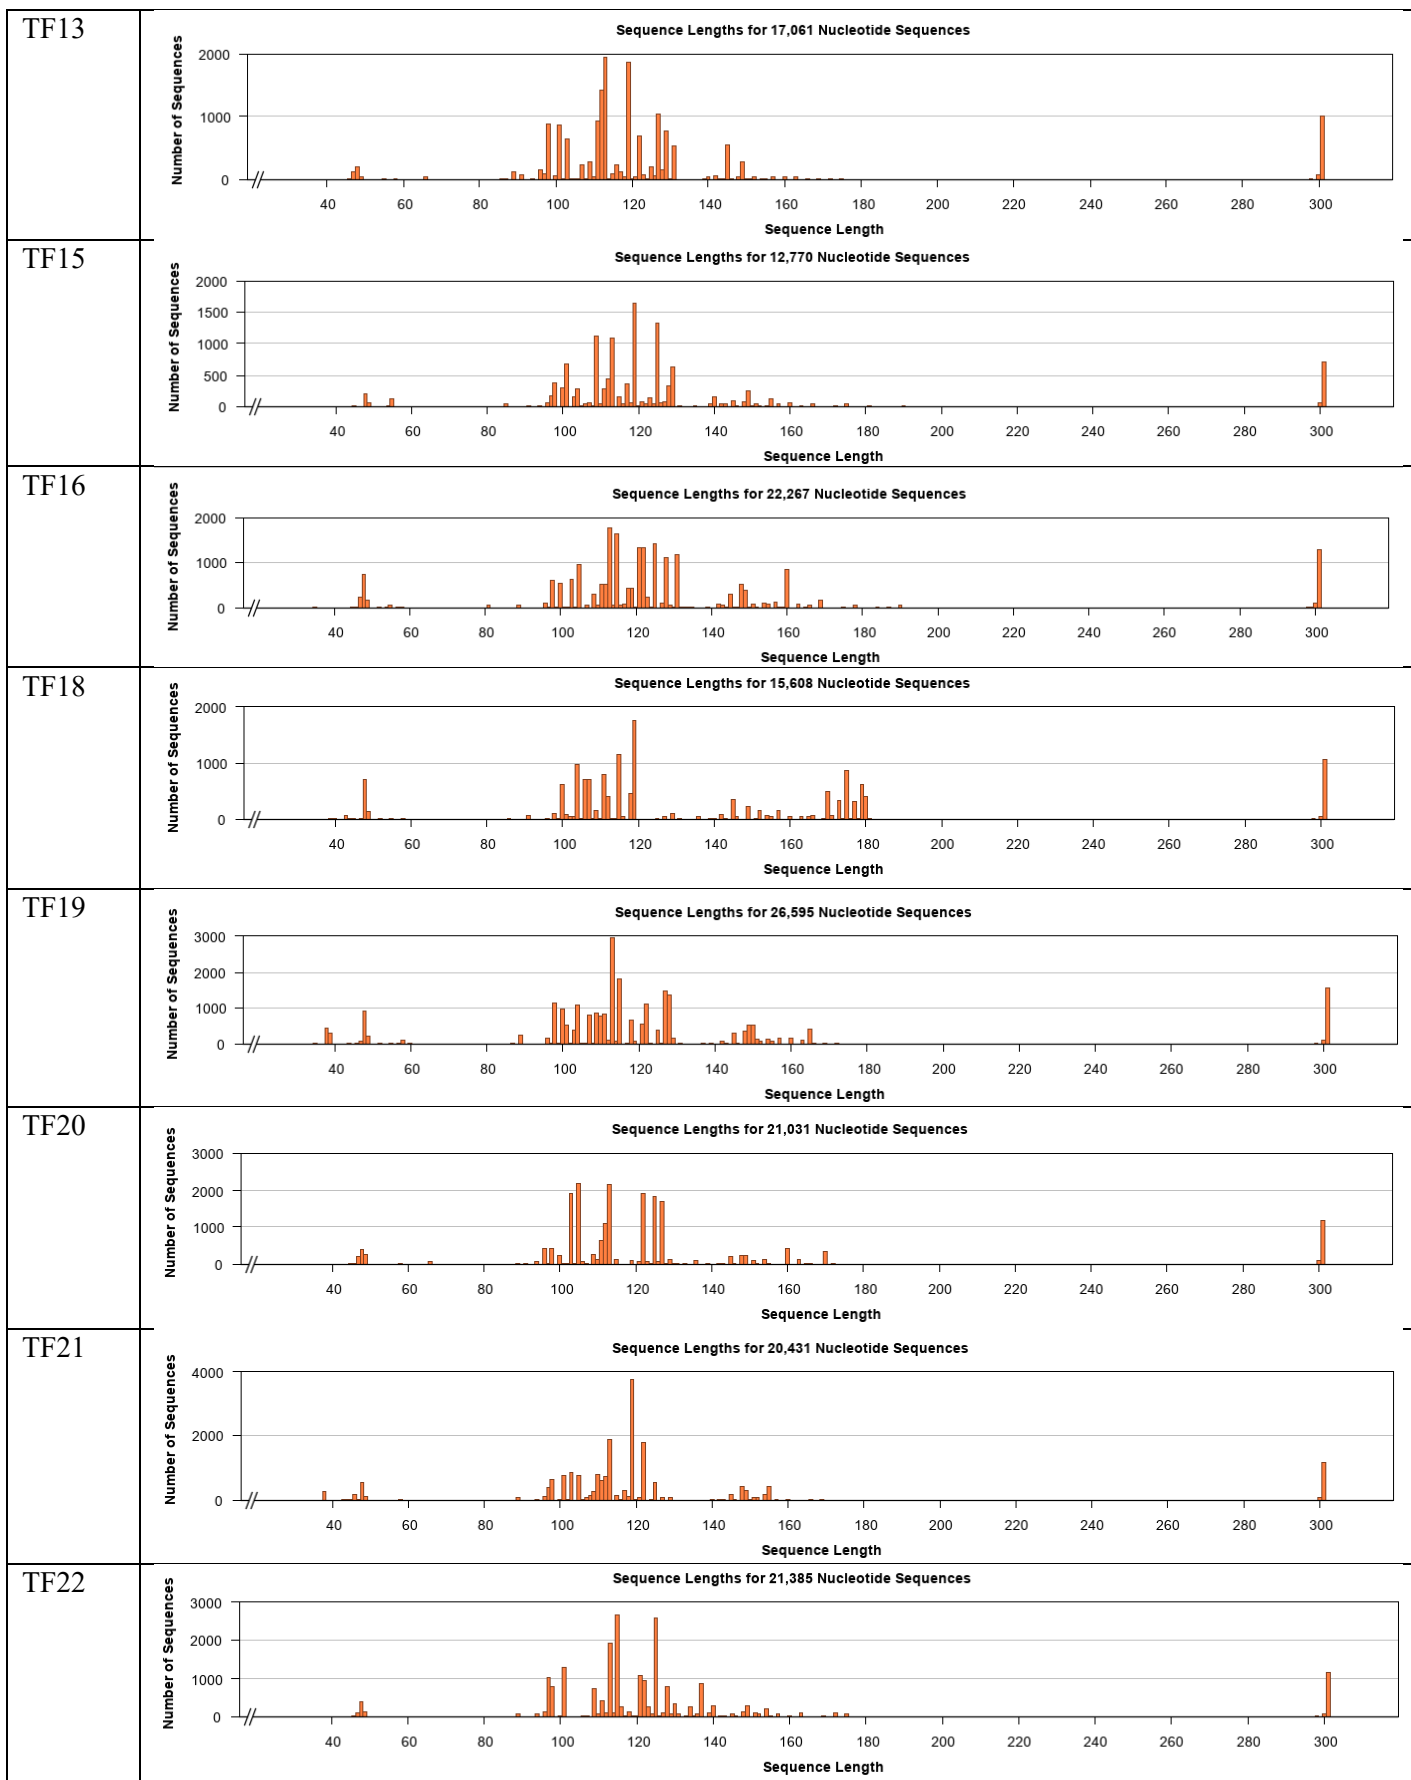 TF13
Sequence Lengths for 17,061 Nucleotide Sequences
Number of Sequences
2000
1000
0
40 60 80 100 120 140 160 180 200 220 240 260 280 300
Sequence Length
TF15
Sequence Lengths for 12,770 Nucleotide Sequences
Number of Sequences
2000
1500
1000
500
0
40 60 80 100 120 140 160 180 200 220 240 260 280 300
Sequence Length
TF16
Sequence Lengths for 22,267 Nucleotide Sequences
Number of Sequences
2000
1000
0
40 60 80 100 120 140 160 180 200 220 240 260 280 300
Sequence Length
TF18
Sequence Lengths for 15,608 Nucleotide Sequences
Number of Sequences
2000
1000
0
40 60 80 100 120 140 160 180 200 220 240 260 280 300
Sequence Length
TF19
Sequence Lengths for 26,595 Nucleotide Sequences
Number of Sequences
3000
2000
1000
0
40 60 80 100 120 140 160 180 200 220 240 260 280 300
Sequence Length
TF20
Sequence Lengths for 21,031 Nucleotide Sequences
Number of Sequences
3000
2000
1000
0
40 60 80 100 120 140 160 180 200 220 240 260 280 300
Sequence Length
TF21
Sequence Lengths for 20,431 Nucleotide Sequences
Number of Sequences
4000
2000
0
40 60 80 100 120 140 160 180 200 220 240 260 280 300
Sequence Length
TF22
Sequence Lengths for 21,385 Nucleotide Sequences
Number of Sequences
3000
2000
1000
0
40 60 80 100 120 140 160 180 200 220 240 260 280 300
Sequence Length